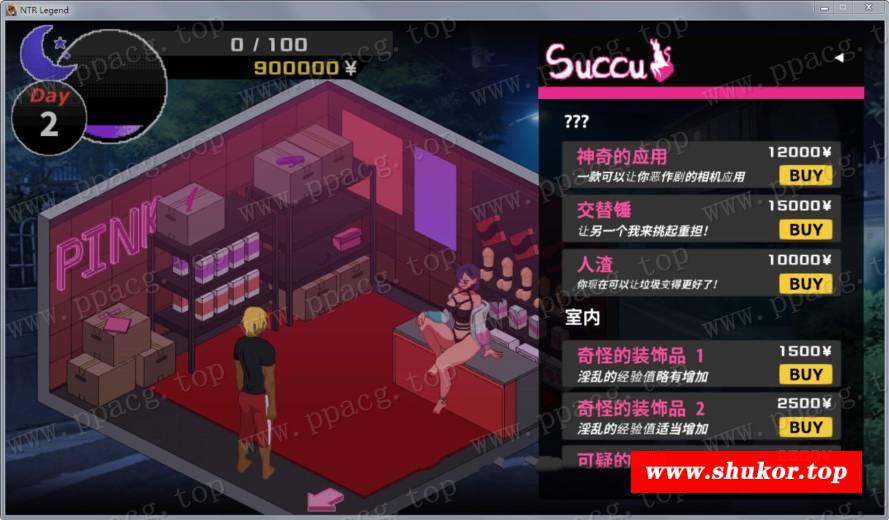 NTR Legend
0 / 100
900000 ¥
Day
2
PINK
Succu
???
神奇的应用
12000¥
一款可以让你恶作剧的相机应用
BUY
交替锤
15000¥
让另一个我来挑起重担！
BUY
人渣
10000¥
你现在可以让垃圾变得更好了！
BUY
室内
奇怪的装饰品 1
1500¥
淫乱的经验值略有增加
BUY
奇怪的装饰品 2
2500¥
淫乱的经验值适当增加
BUY
可疑的
www.shukor.top
www.ppacg.top